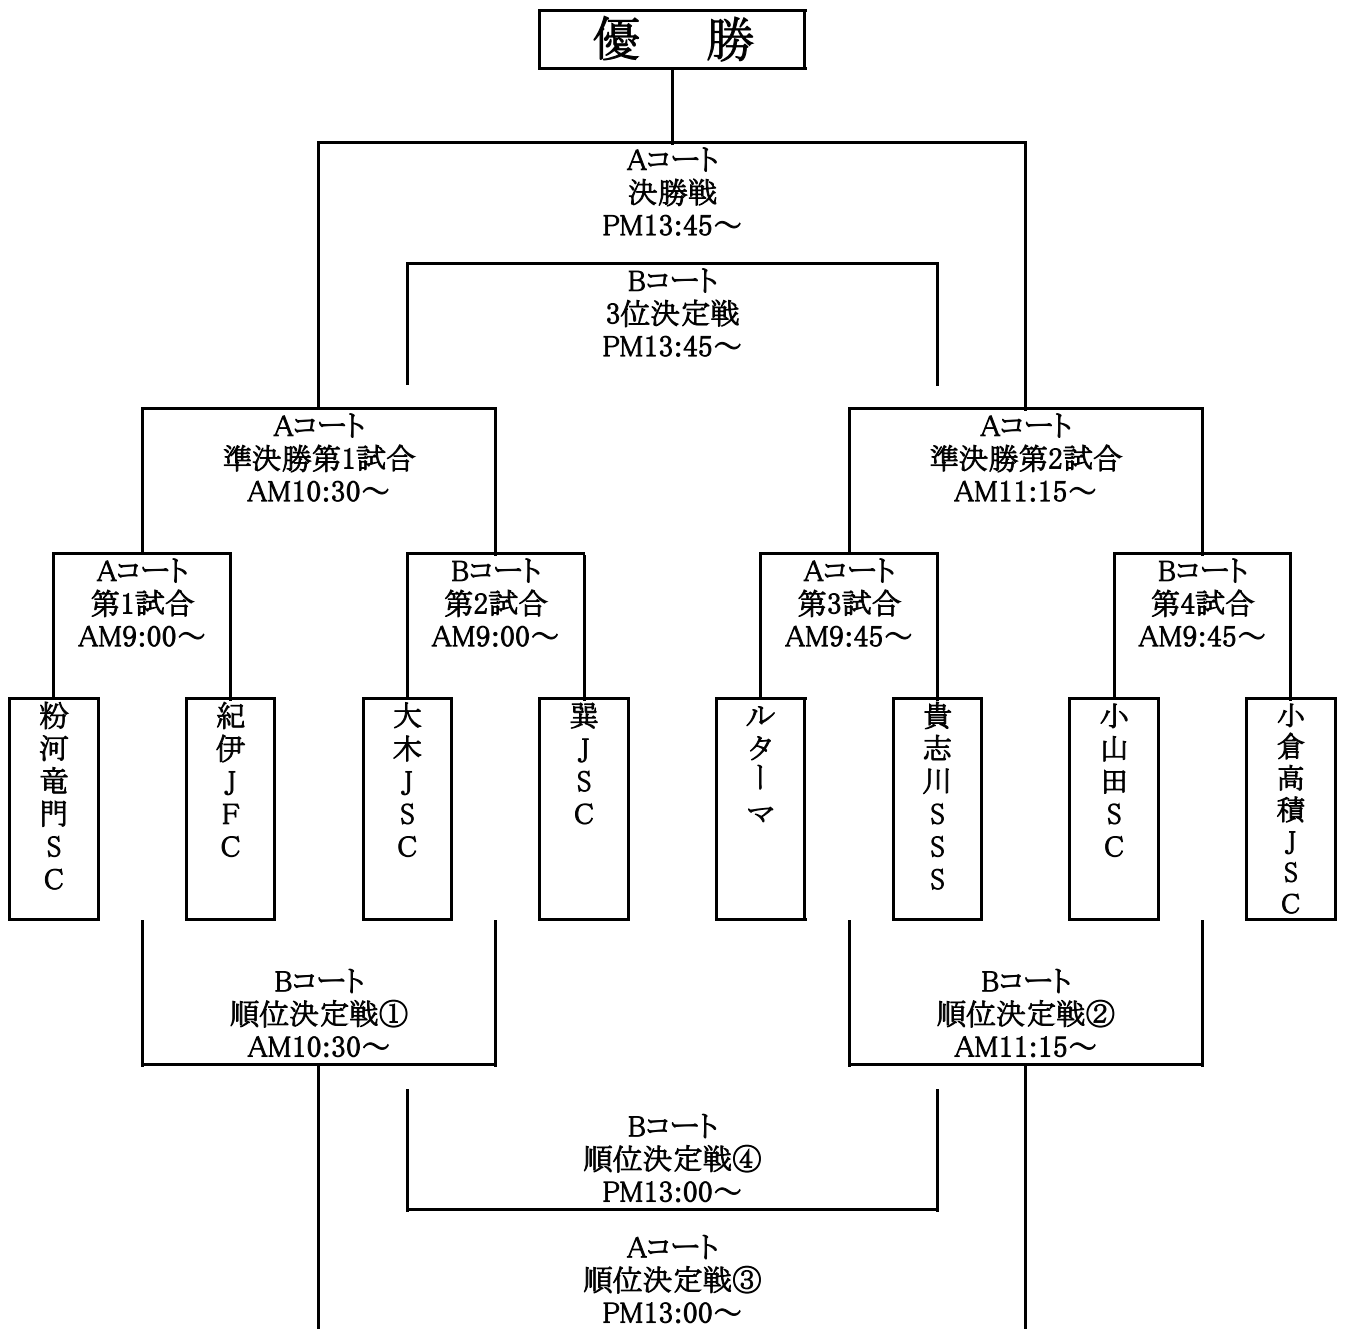 優　勝
Aコート
決勝戦
PM13:45～
Bコート
3位決定戦
PM13:45～
Aコート
準決勝第1試合
AM10:30～
Aコート
準決勝第2試合
AM11:15～
Aコート
第1試合
AM9:00～
Bコート
第2試合
AM9:00～
Aコート
第3試合
AM9:45～
Bコート
第4試合
AM9:45～
粉河竜門SC
紀伊JFC
大木JSC
巽JSC
ルターマ
貴志川SSS
小山田SC
小倉高積JSC
Bコート
順位決定戦①
AM10:30～
Bコート
順位決定戦②
AM11:15～
Bコート
順位決定戦④
PM13:00～
Aコート
順位決定戦③
PM13:00～